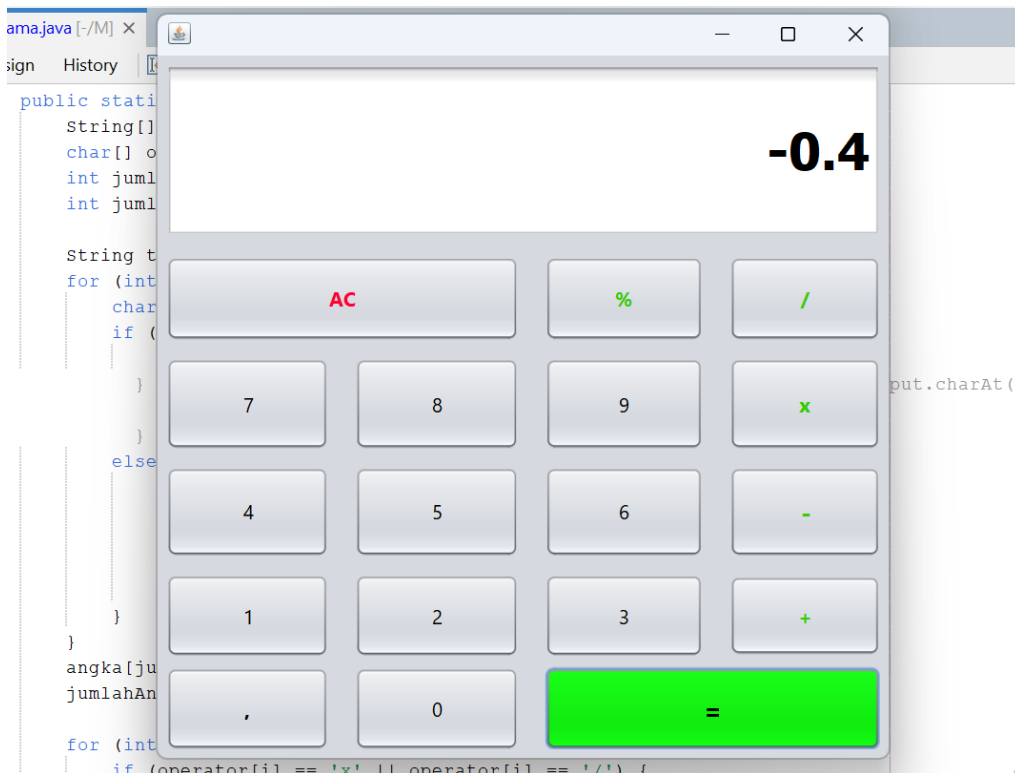 ama.java [-/M] ×
sign History
-0.4
AC % /
7 8 9 x
4 5 6 -
1 2 3 +
, 0 =
public stati
String[]
char[] o
int juml
int juml
String t
for (int
char
if (
} put.charAt(
}
else
}
}
angka[ju
jumlahAn
for (int
if (operator[i] == 'x' || operator[i] == '/') {